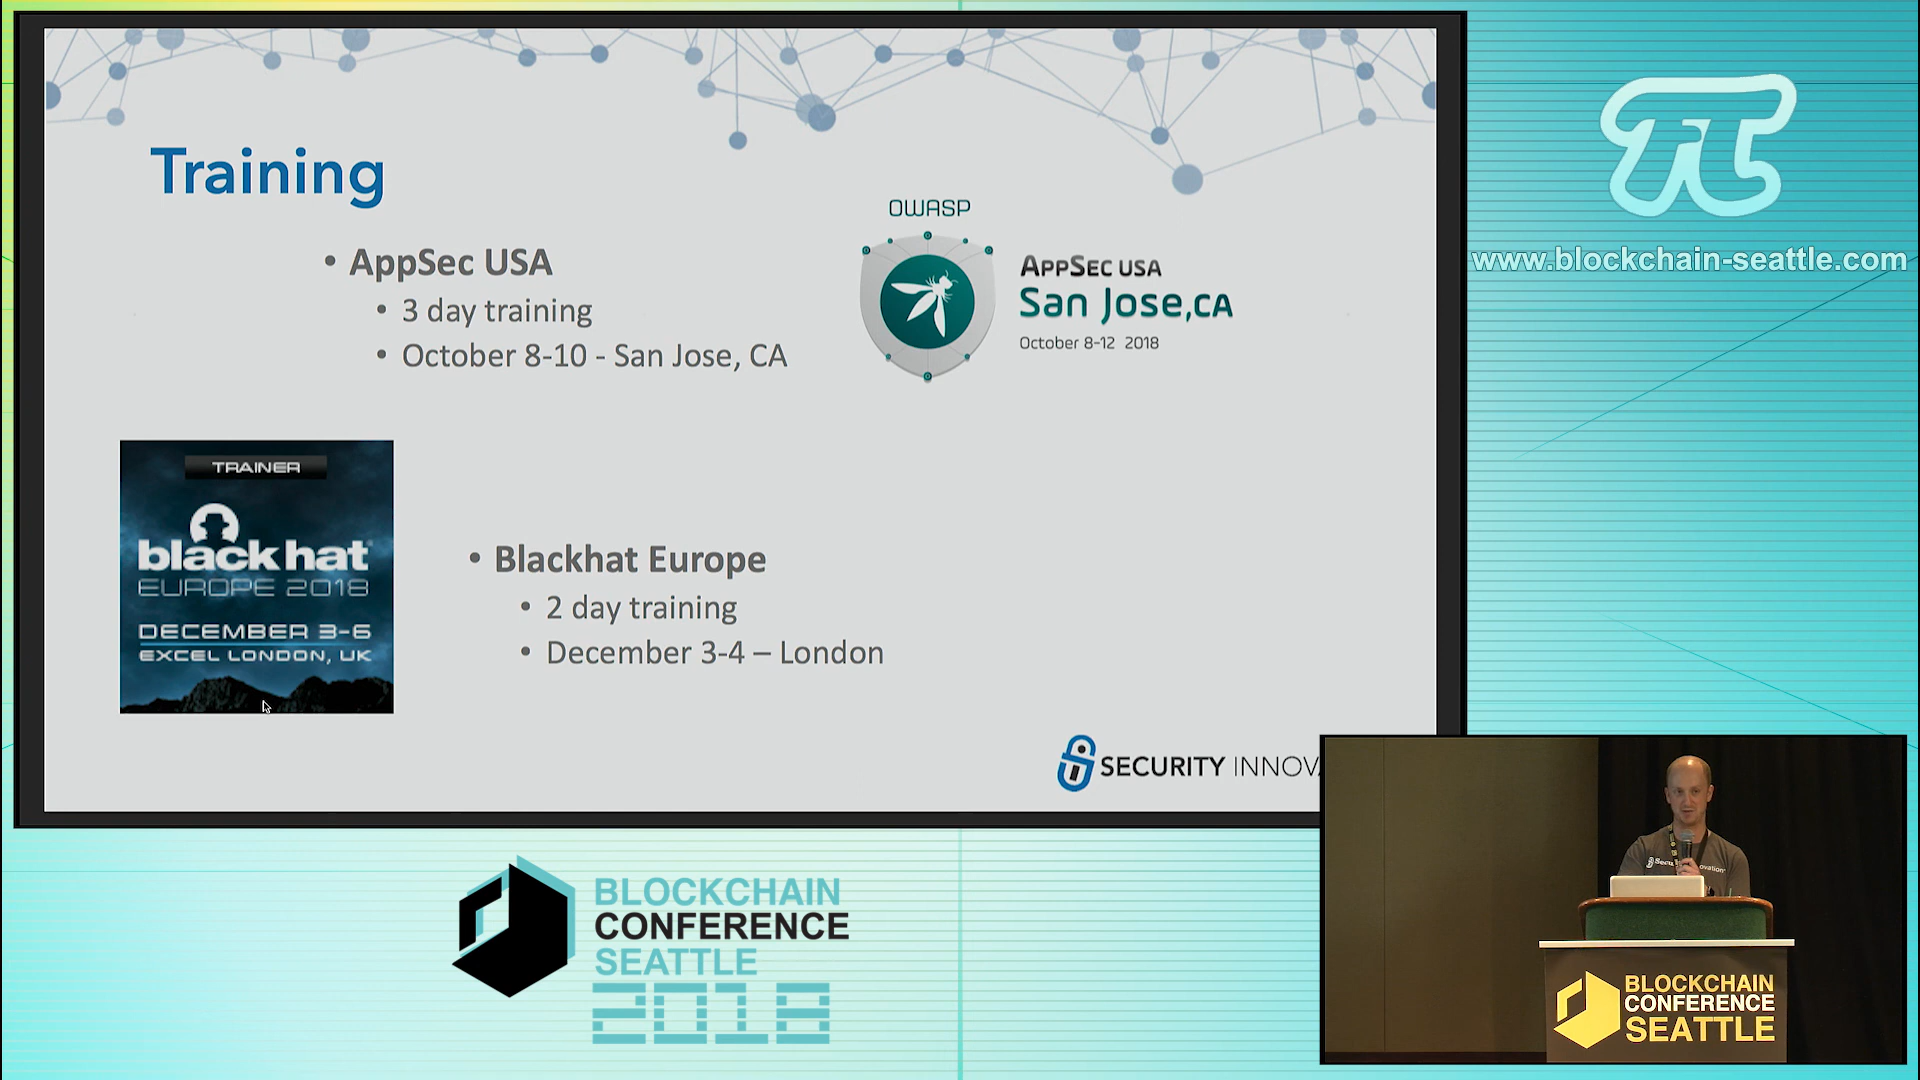 Training
• AppSec USA
• 3 day training
• October 8-10 - San Jose, CA
OWASP
APPSEC USA
San Jose, CA
October 8-12 2018
TRAINER
black hat
EUROPE 2018
DECEMBER 3-6
EXCEL LONDON, UK
• Blackhat Europe
• 2 day training
• December 3-4 – London
SECURITY INNOV
www.blockchain-seattle.com
BLOCKCHAIN
CONFERENCE
SEATTLE
2018
BLOCKCHAIN
CONFERENCE
SEATTLE